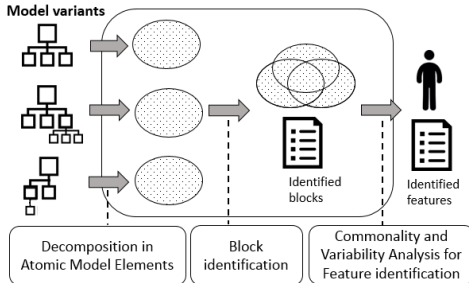 Model variants
Identified
blocks
Identified
features
Decomposition in
Atomic Model Elements
Block
identification
Commonality and
Variability Analysis for
Feature identification